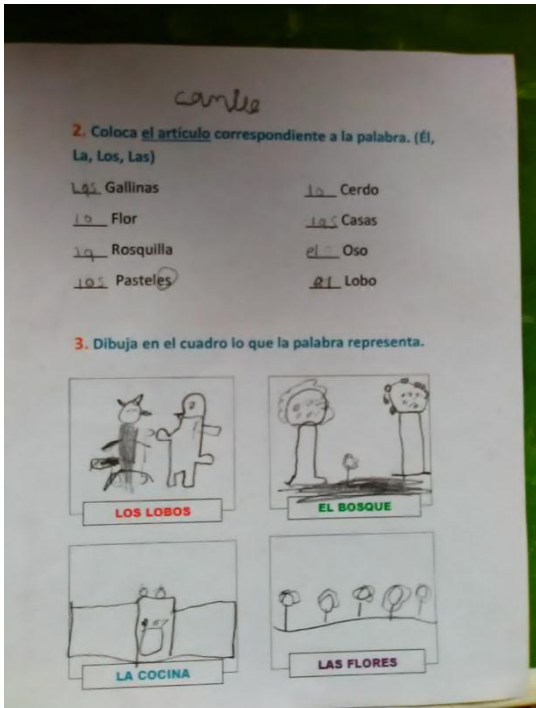 2. Coloca el artículo correspondiente a la palabra. (Él,
La, Los, Las)
Las Gallinas
la Cerdo
la Flor
las Casas
la Rosquilla
el Oso
los Pasteles
el Lobo
3. Dibuja en el cuadro lo que la palabra representa.
LOS LOBOS
EL BOSQUE
LA COCINA
LAS FLORES